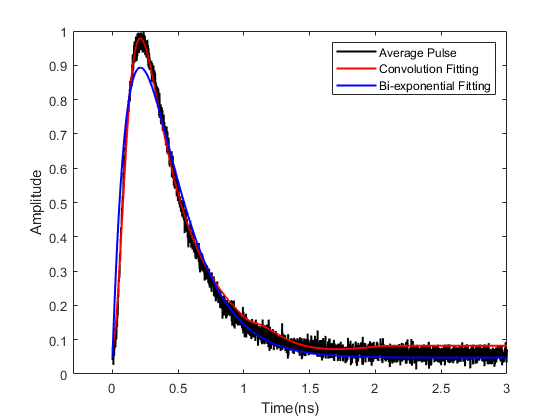 1
0.9
0.8
0.7
0.6
0.5
0.4
0.3
0.2
0.1
0
Amplitude
Average Pulse
Convolution Fitting
Bi-exponential Fitting
0 0.5 1 1.5 2 2.5 3
Time(ns)